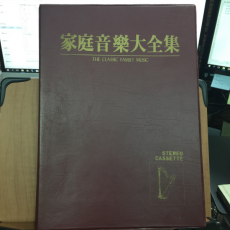 家庭音樂大全集
THE CLASSIC FAMILY MUSIC
STEREO
CASSETTE